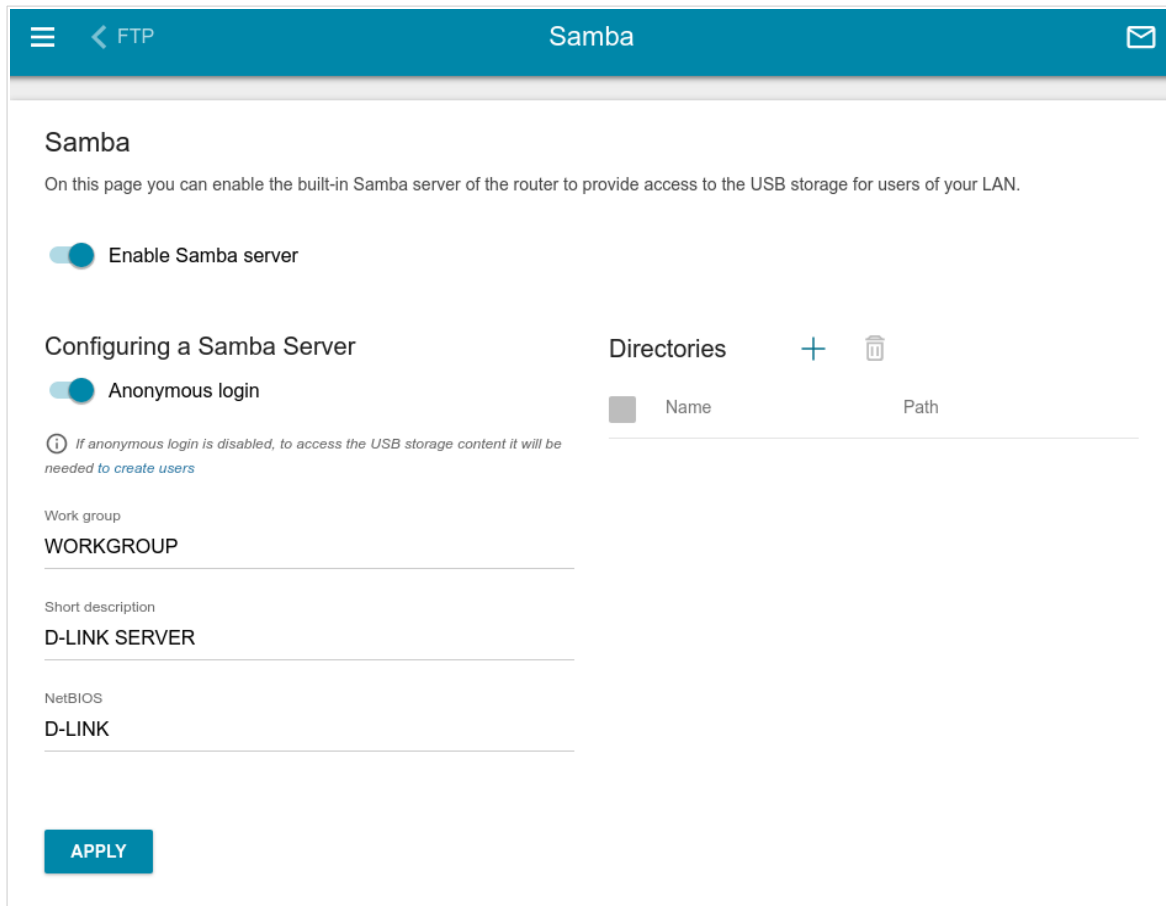 FTP
Samba
Samba
On this page you can enable the built-in Samba server of the router to provide access to the USB storage for users of your LAN.
Enable Samba server
Configuring a Samba Server
Anonymous login
If anonymous login is disabled, to access the USB storage content it will be
needed to create users
Work group
WORKGROUP
Short description
D-LINK SERVER
NetBIOS
D-LINK
APPLY
Directories
Name Path